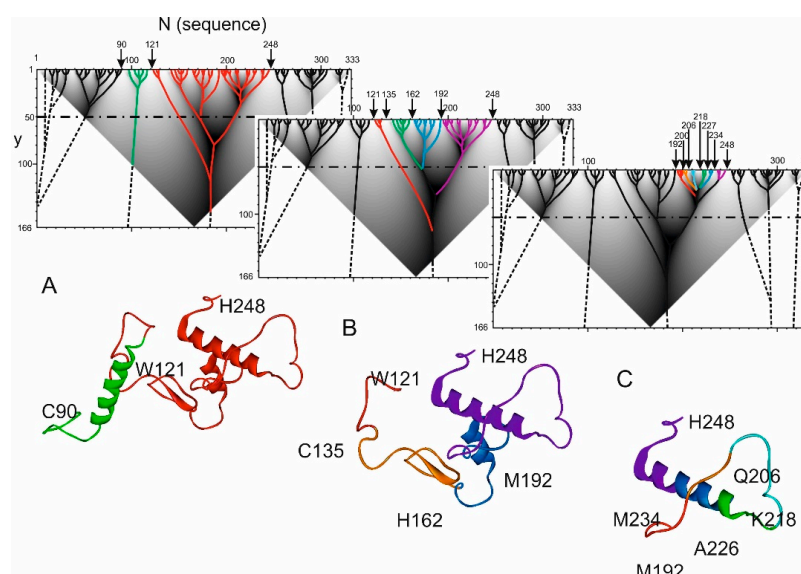 N (sequence)
90 121 248
1 100 200 300 333
1
50
y
100
166
121 135 162 192 248
100 200 300 333
100
166
218
206 227
192 200 234 248
100 300
100
166
A
H248
W121
C90
B
H248
W121
C135
M192
H162
C
H248
Q206
M234
K218
A226
M192